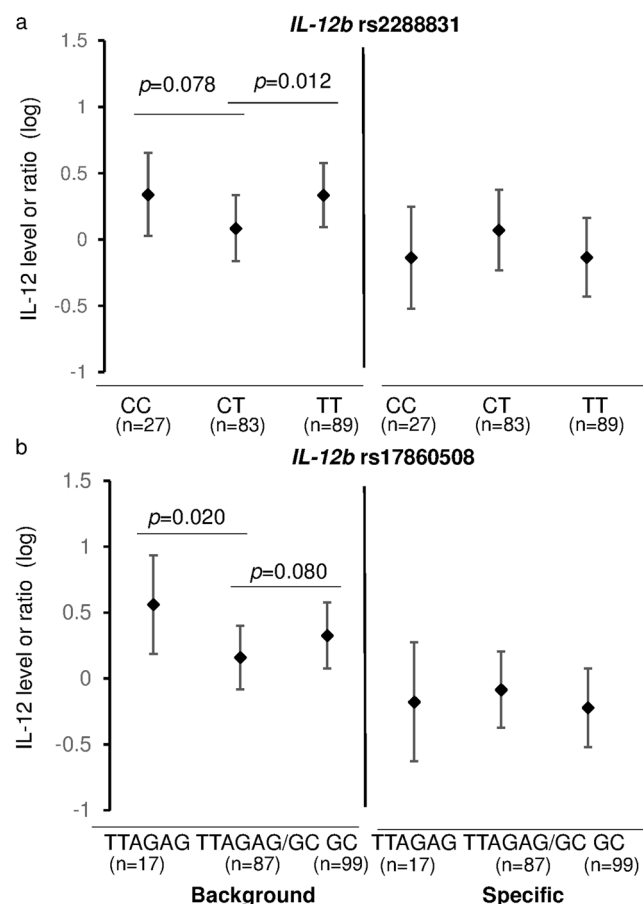 a
IL-12b rs2288831
IL-12 level or ratio (log)
1.5
1
0.5
0
-0.5
-1
p=0.078
p=0.012
CC CT TT CC CT TT
(n=27) (n=83) (n=89) (n=27) (n=83) (n=89)
b
IL-12b rs17860508
IL-12 level or ratio (log)
1.5
1
0.5
0
-0.5
-1
p=0.020
p=0.080
TTAGAG TTAGAG/GC GC TTAGAG TTAGAG/GC GC
(n=17) (n=87) (n=99) (n=17) (n=87) (n=99)
Background Specific